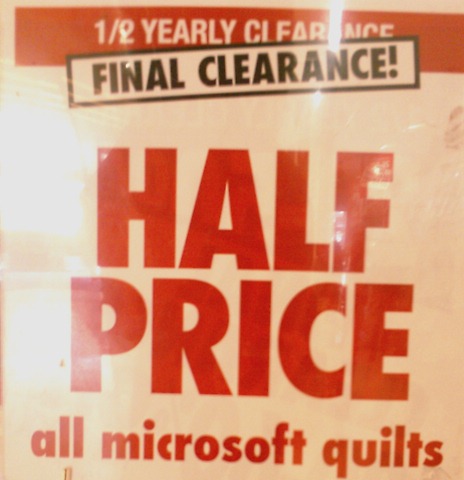 1/2 YEARLY CLEARANCE
FINAL CLEARANCE!
HALF
PRICE
all microsoft quilts